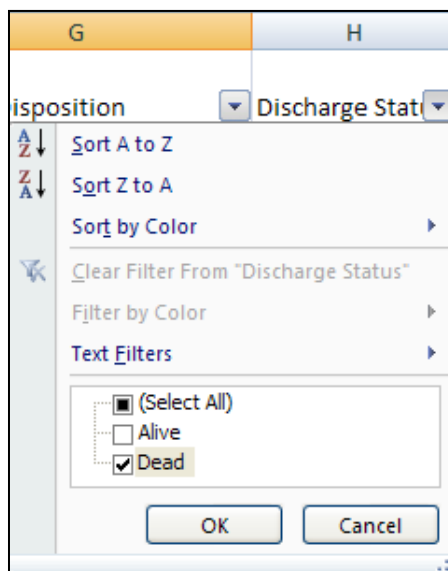 G H
isposition Discharge Stat
Sort A to Z
Sort Z to A
Sort by Color
Clear Filter From "Discharge Status"
Filter by Color
Text Filters
(Select All)
Alive
Dead
OK Cancel